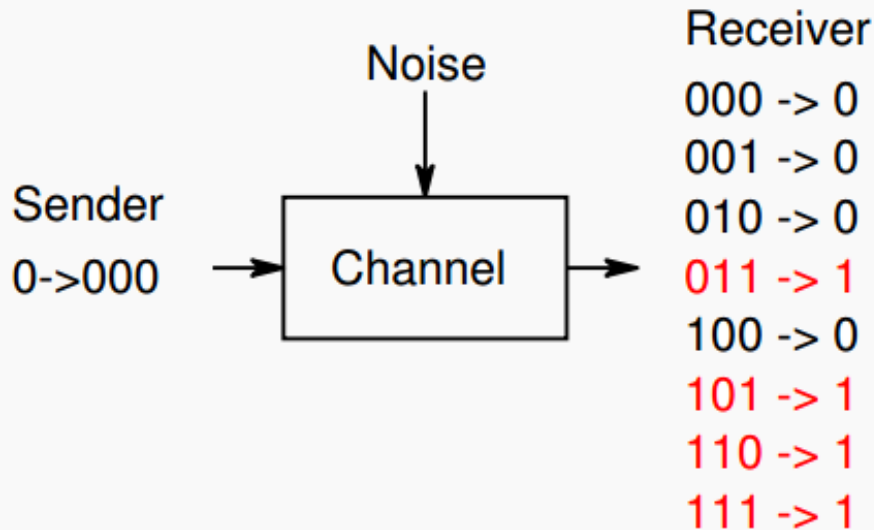 Sender
0->000
Noise
Channel
Receiver
000 -> 0
001 -> 0
010 -> 0
011 -> 1
100 -> 0
101 -> 1
110 -> 1
111 -> 1